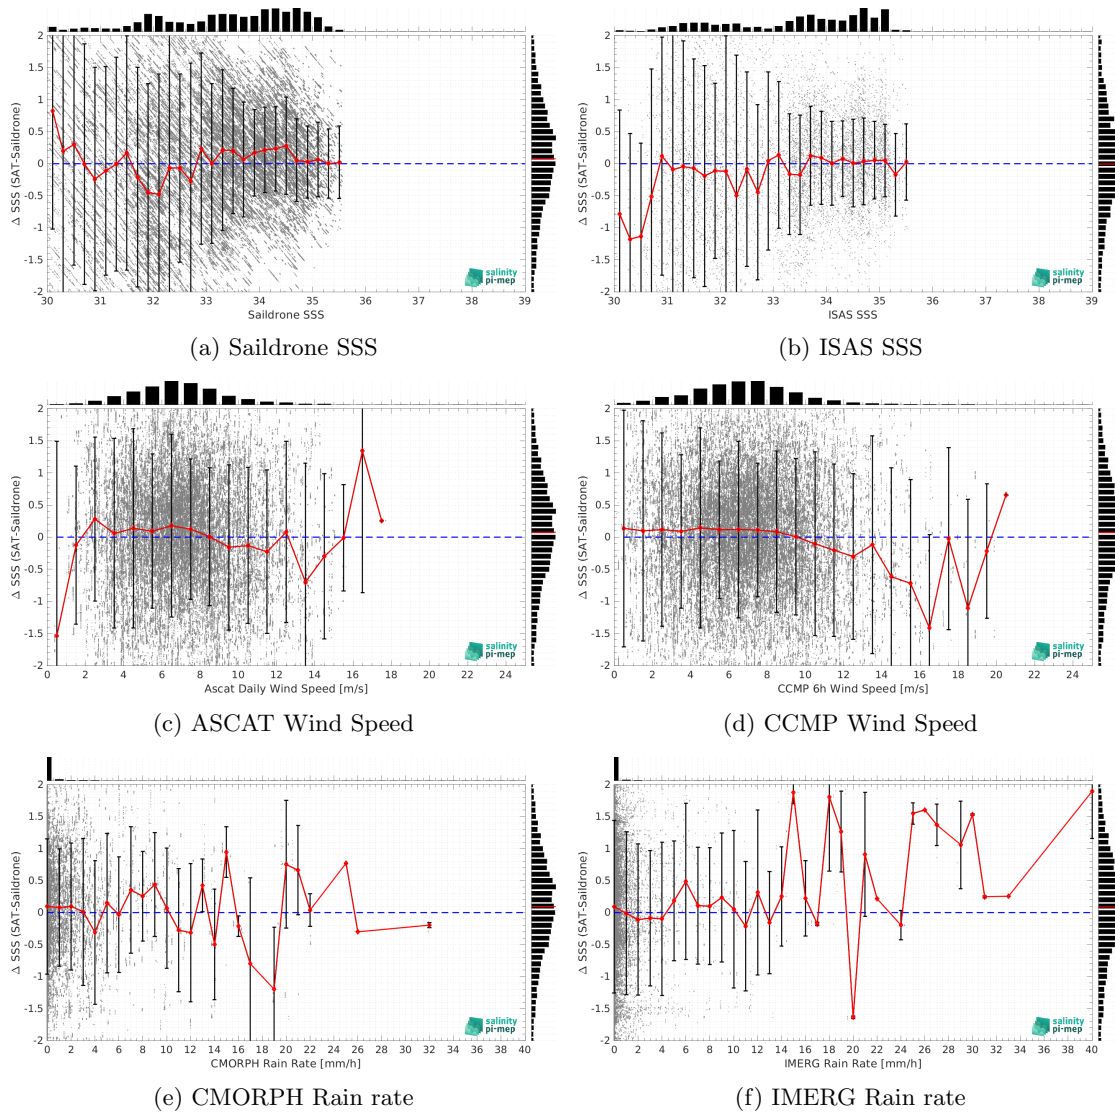 2
1.5
1
0.5
0
-0.5
-1
-1.5
-2
Δ SSS (SAT-Saildrone)
30 31 32 33 34 35 36 37 38 39
Saildrone SSS
salinity
pi-mep
(a) Saildrone SSS
2
1.5
1
0.5
0
-0.5
-1
-1.5
-2
Δ SSS (SAT-Saildrone)
30 31 32 33 34 35 36 37 38 39
ISAS SSS
salinity
pi-mep
(b) ISAS SSS
2
1.5
1
0.5
0
-0.5
-1
-1.5
-2
Δ SSS (SAT-Saildrone)
0 2 4 6 8 10 12 14 16 18 20 22 24
Ascat Daily Wind Speed [m/s]
salinity
pi-mep
(c) ASCAT Wind Speed
2
1.5
1
0.5
0
-0.5
-1
-1.5
-2
Δ SSS (SAT-Saildrone)
0 2 4 6 8 10 12 14 16 18 20 22 24
CCMP 6h Wind Speed [m/s]
salinity
pi-mep
(d) CCMP Wind Speed
2
1.5
1
0.5
0
-0.5
-1
-1.5
-2
Δ SSS (SAT-Saildrone)
0 2 4 6 8 10 12 14 16 18 20 22 24 26 28 30 32 34 36 38 40
CMORPH Rain Rate [mm/h]
salinity
pi-mep
(e) CMORPH Rain rate
2
1.5
1
0.5
0
-0.5
-1
-1.5
-2
Δ SSS (SAT-Saildrone)
0 2 4 6 8 10 12 14 16 18 20 22 24 26 28 30 32 34 36 38 40
IMERG Rain Rate [mm/h]
salinity
pi-mep
(f) IMERG Rain rate